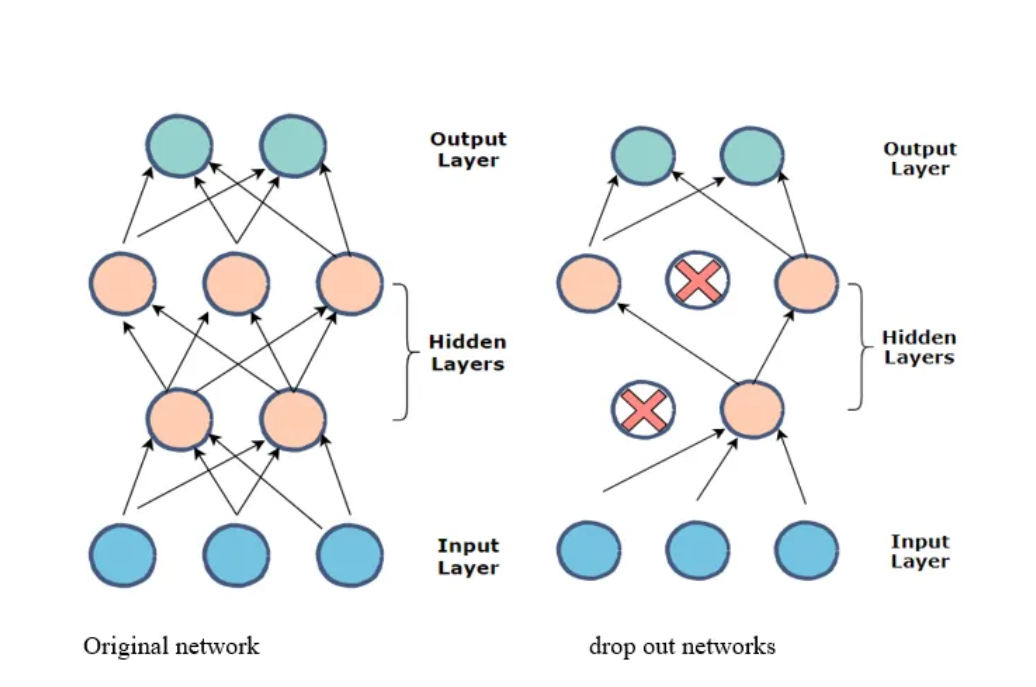 Output
Layer
Hidden
Layers
Input
Layer
Original network
Output
Layer
Hidden
Layers
Input
Layer
drop out networks